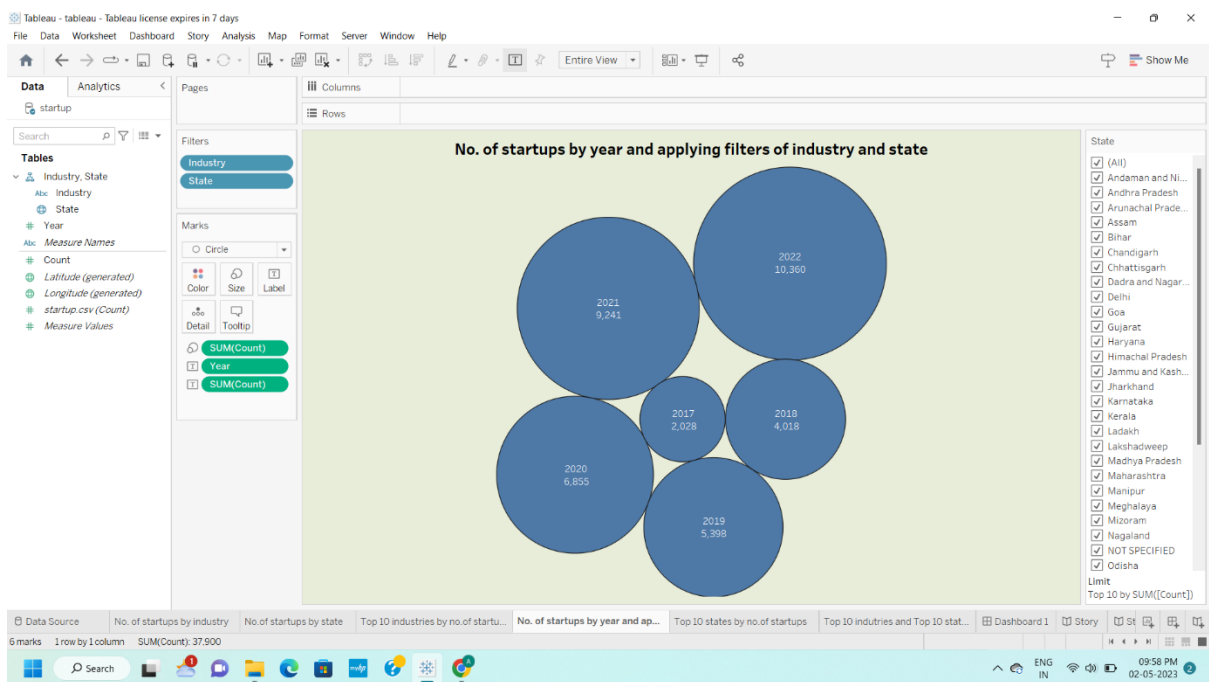 Tableau - tableau - Tableau license expires in 7 days
File Data Worksheet Dashboard Story Analysis Map Format Server Window Help
Entire View
Show Me
Data Analytics
startup
Search
Tables
Industry, State
Abc Industry
State
# Year
Abc Measure Names
# Count
Latitude (generated)
Longitude (generated)
# startup.csv (Count)
# Measure Values
Pages
Filters
Industry
State
Marks
Circle
Color Size Label
Detail Tooltip
SUM(Count)
Year
SUM(Count)
Columns
Rows
No. of startups by year and applying filters of industry and state
2022
10,360
2021
9,241
2017
2,028
2018
4,018
2020
6,855
2019
5,398
State
(All)
Andaman and Ni...
Andhra Pradesh
Arunachal Prade...
Assam
Bihar
Chandigarh
Chhattisgarh
Dadra and Nagar...
Delhi
Goa
Gujarat
Haryana
Himachal Pradesh
Jammu and Kash...
Jharkhand
Karnataka
Kerala
Ladakh
Lakshadweep
Madhya Pradesh
Maharashtra
Manipur
Meghalaya
Mizoram
Nagaland
NOT SPECIFIED
Odisha
Limit
Top 10 by SUM([Count])
Data Source No. of startups by industry No.of startups by state Top 10 industries by no.of startu... No. of startups by year and ap... Top 10 states by no.of startups Top 10 indutries and Top 10 stat... Dashboard 1 Story St
6 marks 1 row by 1 column SUM(Count): 37,900
Search
ENG
IN
09:58 PM
02-05-2023
2